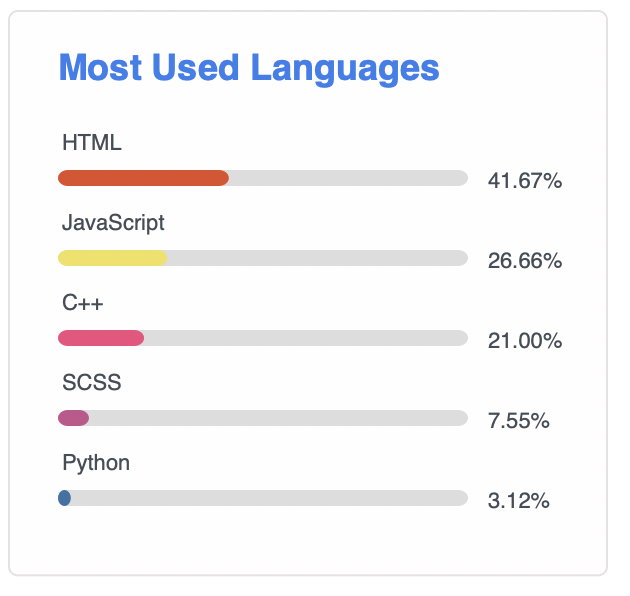 Most Used Languages
HTML
41.67%
JavaScript
26.66%
C++
21.00%
SCSS
7.55%
Python
3.12%